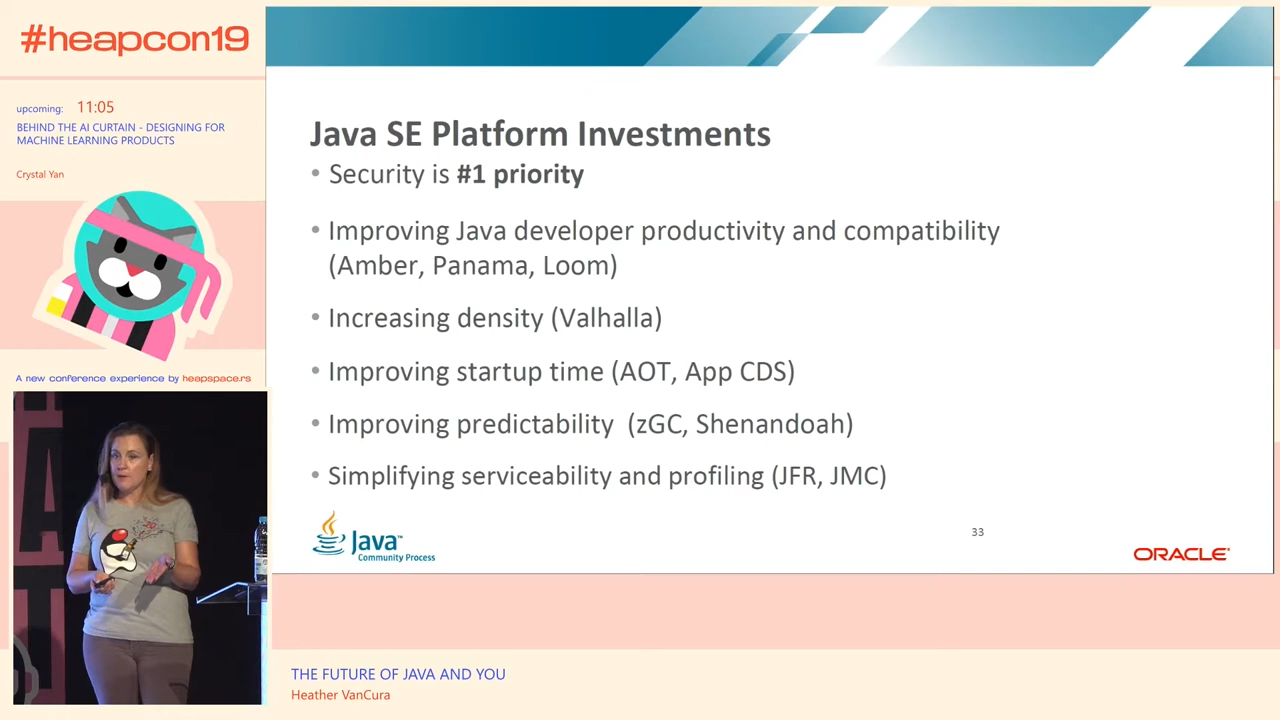 #heapcon19
upcoming: 11:05
BEHIND THE AI CURTAIN - DESIGNING FOR
MACHINE LEARNING PRODUCTS
Crystal Yan
A new conference experience by heapspace.rs
Java SE Platform Investments
• Security is #1 priority
• Improving Java developer productivity and compatibility
(Amber, Panama, Loom)
• Increasing density (Valhalla)
• Improving startup time (AOT, App CDS)
• Improving predictability (zGC, Shenandoah)
• Simplifying serviceability and profiling (JFR, JMC)
Java™
Community Process
33
ORACLE®
THE FUTURE OF JAVA AND YOU
Heather VanCura